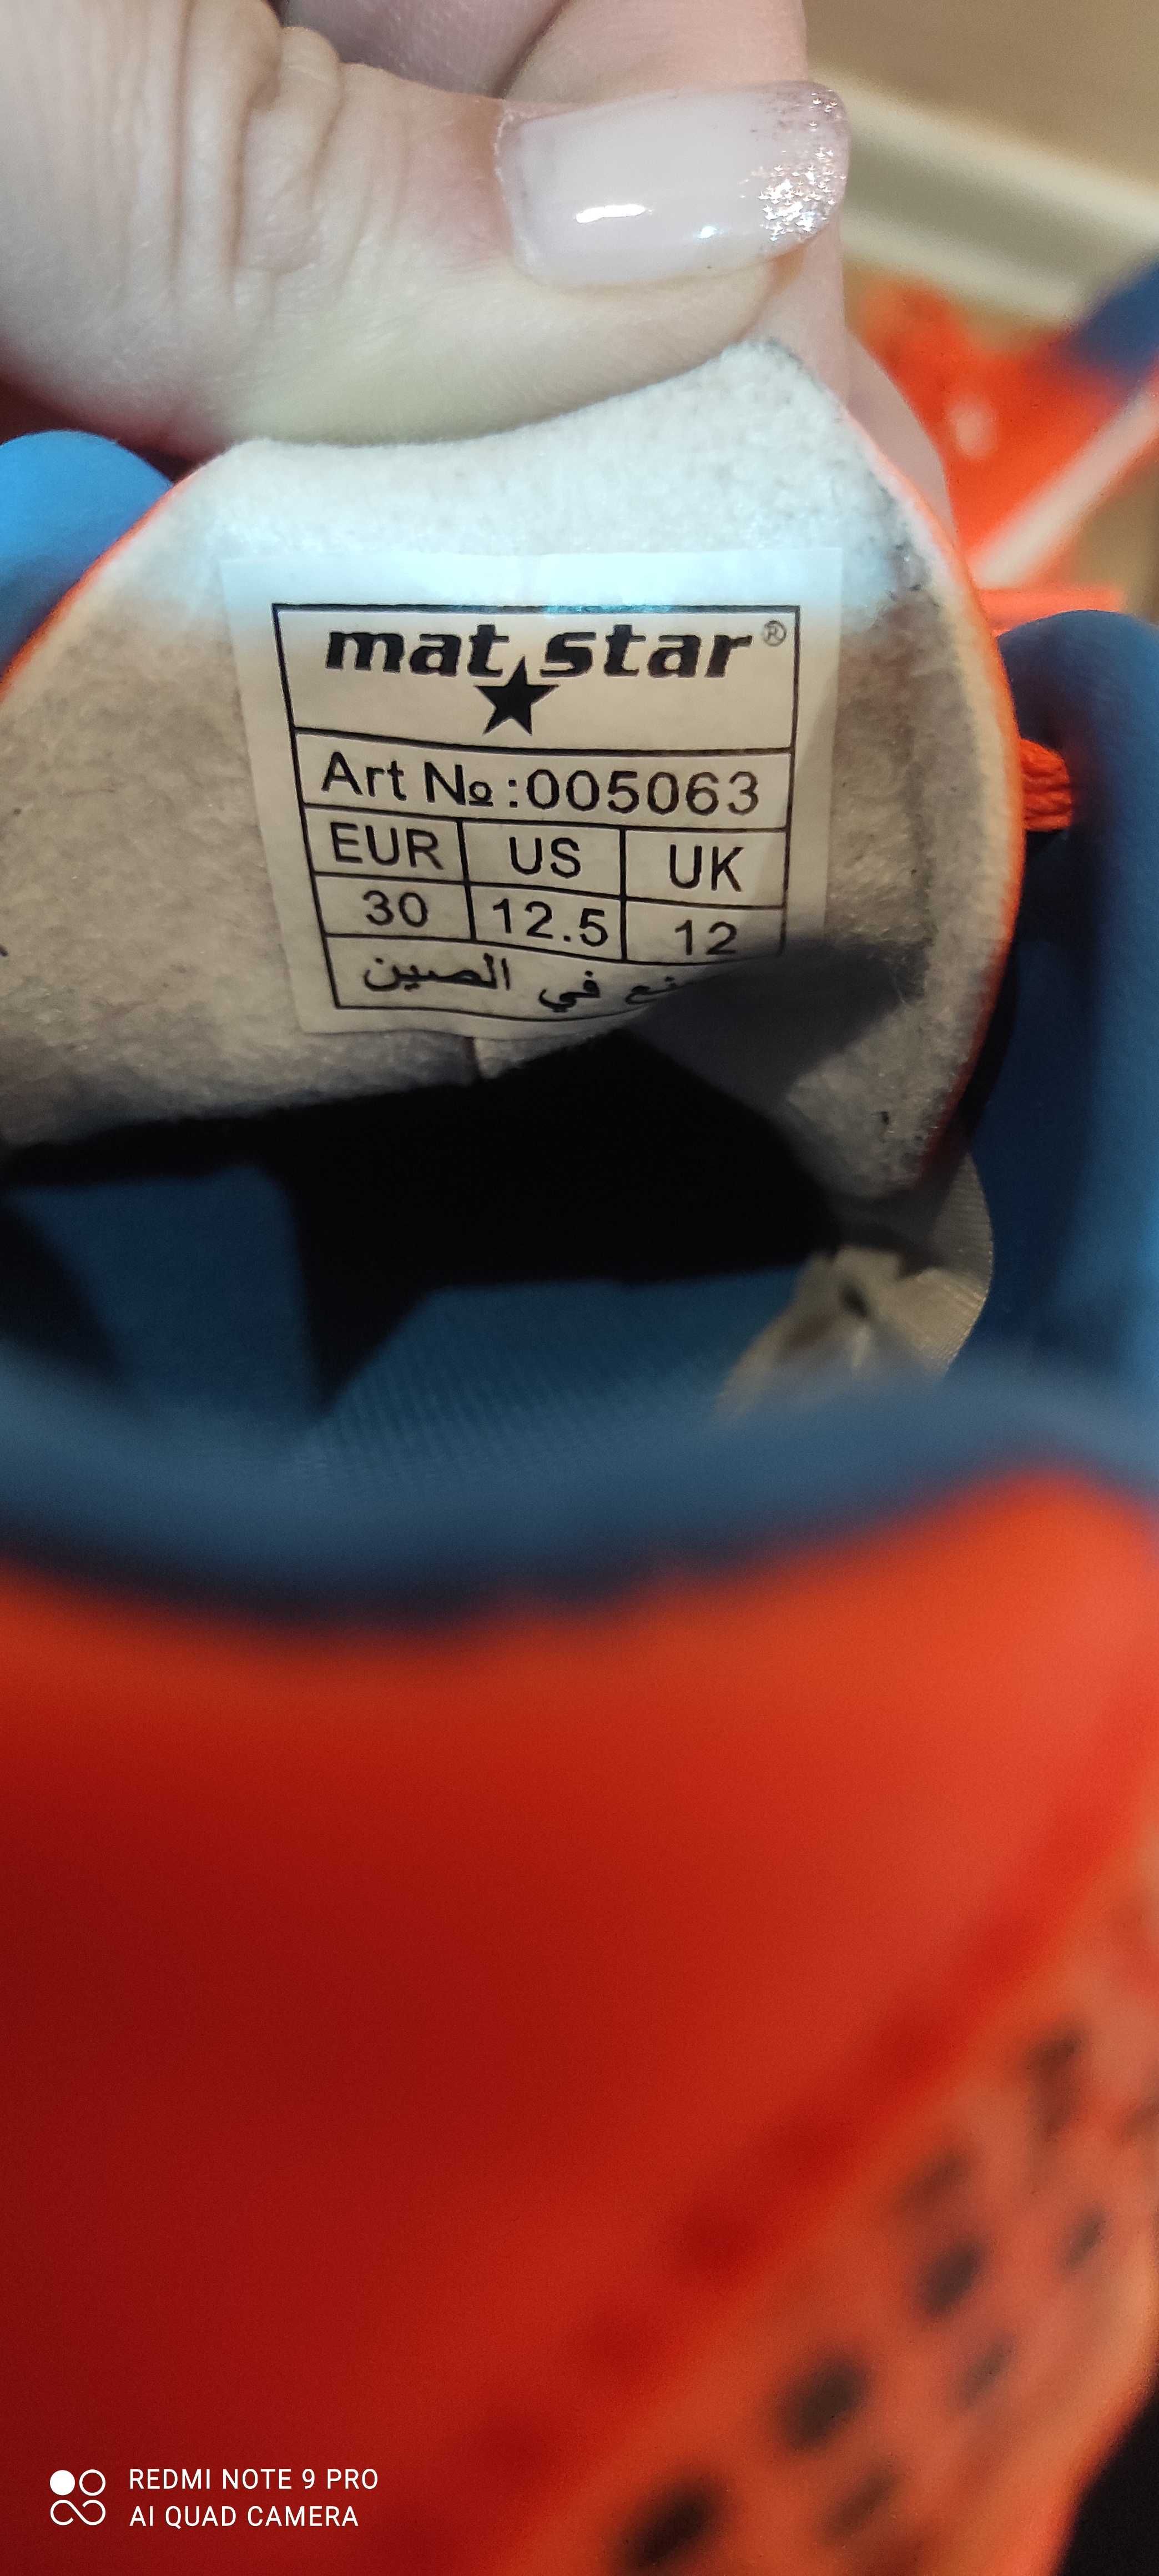 mat star®
Art №:005063
EUR US UK
30 12.5 12
في الصين
REDMI NOTE 9 PRO
AI QUAD CAMERA